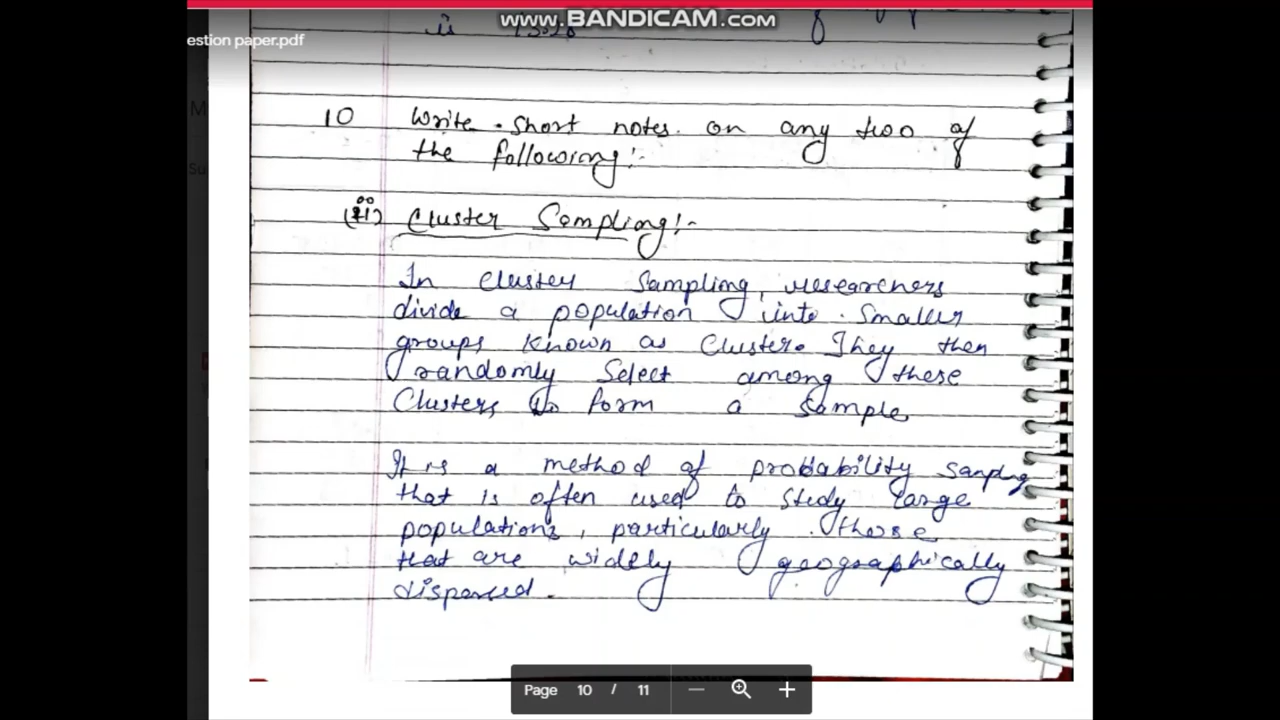 www.BANDICAM.com
is
estion paper.pdf
10 Write short notes on any two of
the following:-
(ii) Cluster Sampling:-
In cluster sampling, researchers
divide a population into smaller
groups known as cluster. They then
randomly select among these
clusters to form a sample
It is a method of probability sampling
that is often used to study large
populations, particularly those
that are widely geographically
dispersed.
Page 10 / 11